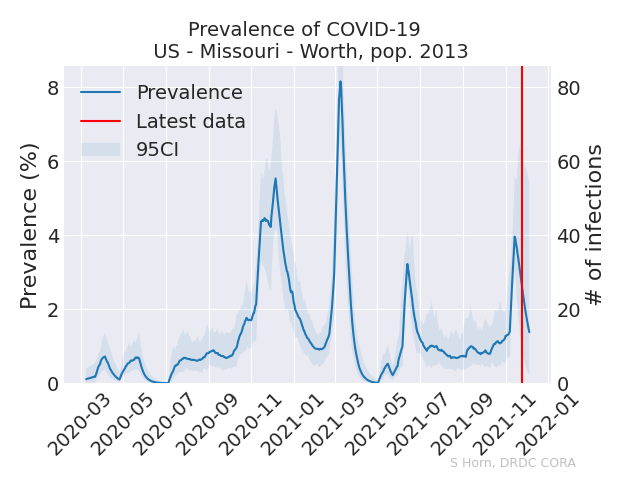 Prevalence of COVID-19
US - Missouri - Worth, pop. 2013
Prevalence
Latest data
95CI
Prevalence (%)
8
6
4
2
0
80
60
40
20
0
# of infections
2020-03
2020-05
2020-07
2020-09
2020-11
2021-01
2021-03
2021-05
2021-07
2021-09
2021-11
2022-01
S Horn, DRDC CORA